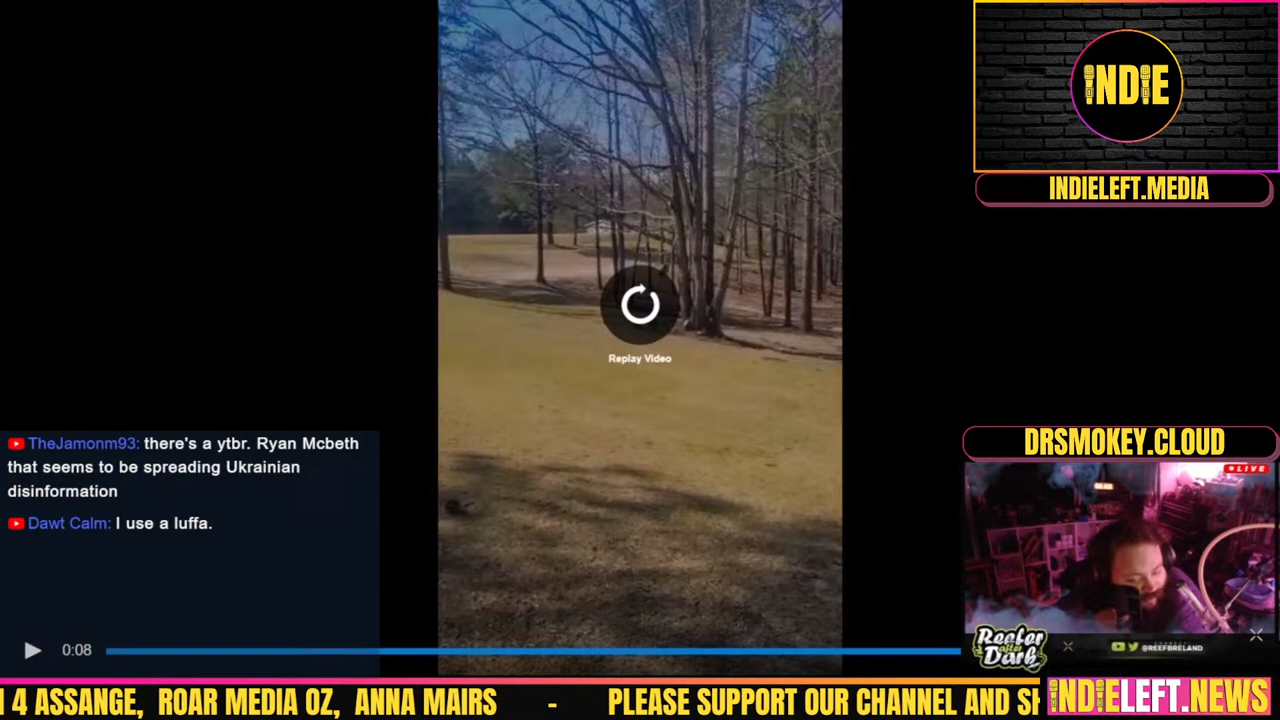 INDIE
INDIELEFT.MEDIA
Replay Video
TheJamonm93: there's a ytbr. Ryan Mcbeth
that seems to be spreading Ukrainian
disinformation
Dawt Calm: I use a luffa.
DRSMOKEY.CLOUD
LIVE
Reefer
after
Dark
@REEFBRELAND
0:08
4 ASSANGE, ROAR MEDIA OZ, ANNA MAIRS - PLEASE SUPPORT OUR CHANNEL AND
INDIELEFT.NEWS